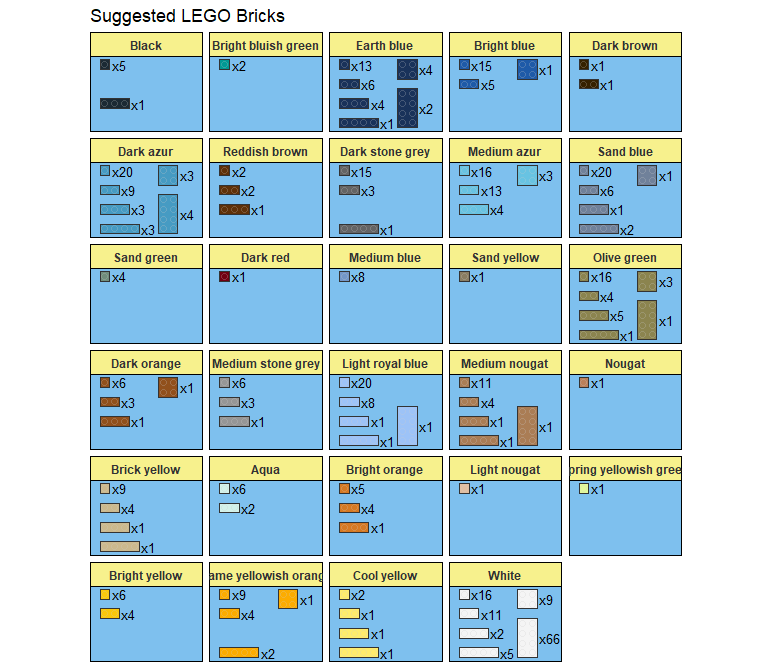 Suggested LEGO Bricks
Black
x5
x1
Bright bluish green
x2
Earth blue
x13
x6
x4
x1
x4
x2
Bright blue
x15
x5
x1
Dark brown
x1
x1
Dark azur
x20
x9
x3
x3
x3
x4
Reddish brown
x2
x2
x1
Dark stone grey
x15
x3
x1
Medium azur
x16
x13
x4
x3
Sand blue
x20
x6
x1
x2
x1
Sand green
x4
Dark red
x1
Medium blue
x8
Sand yellow
x1
Olive green
x16
x4
x5
x1
x3
x1
Dark orange
x6
x3
x1
x1
Medium stone grey
x6
x3
x1
Light royal blue
x20
x8
x1
x1
x1
Medium nougat
x11
x4
x1
x1
x1
Nougat
x1
Brick yellow
x9
x4
x1
x1
Aqua
x6
x2
Bright orange
x5
x4
x1
Light nougat
x1
pring yellowish gree
x1
Bright yellow
x6
x4
ame yellowish orang
x9
x4
x2
x1
Cool yellow
x2
x1
x1
x1
White
x16
x11
x2
x5
x9
x66